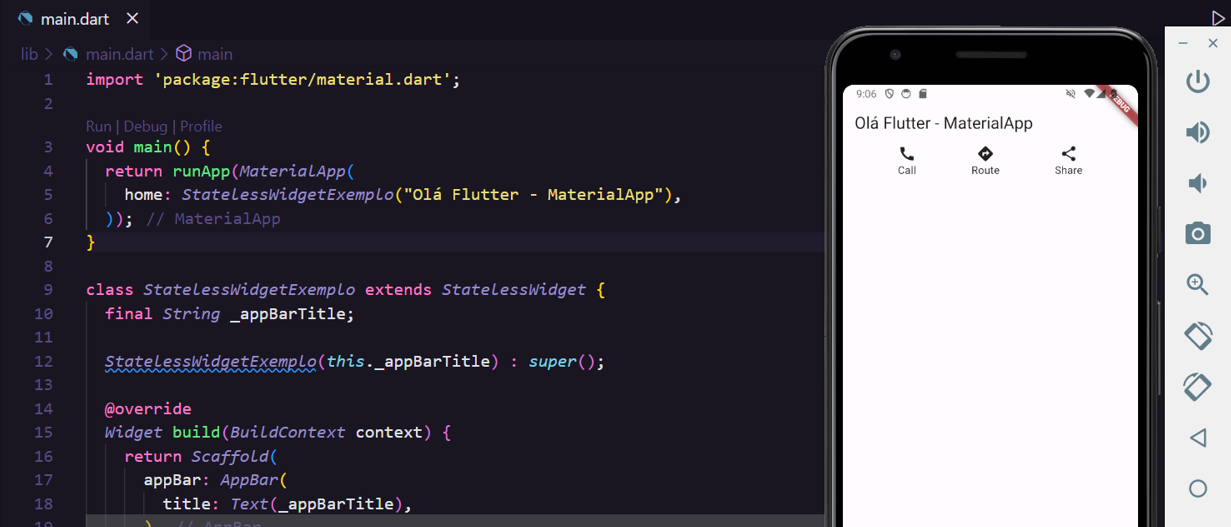 main.dart
lib > main.dart > main
1 import 'package:flutter/material.dart';
2
Run | Debug | Profile
3 void main() {
4 return runApp(MaterialApp(
5 home: StatelessWidgetExemplo("Olá Flutter - MaterialApp"),
6 )); // MaterialApp
7 }
8
9 class StatelessWidgetExemplo extends StatelessWidget {
10 final String _appBarTitle;
11
12 StatelessWidgetExemplo(this._appBarTitle) : super();
13
14 @override
15 Widget build(BuildContext context) {
16 return Scaffold(
17 appBar: AppBar(
18 title: Text(_appBarTitle),
19 ), // AppBar
9:06
DEBUG
Olá Flutter - MaterialApp
Call Route Share